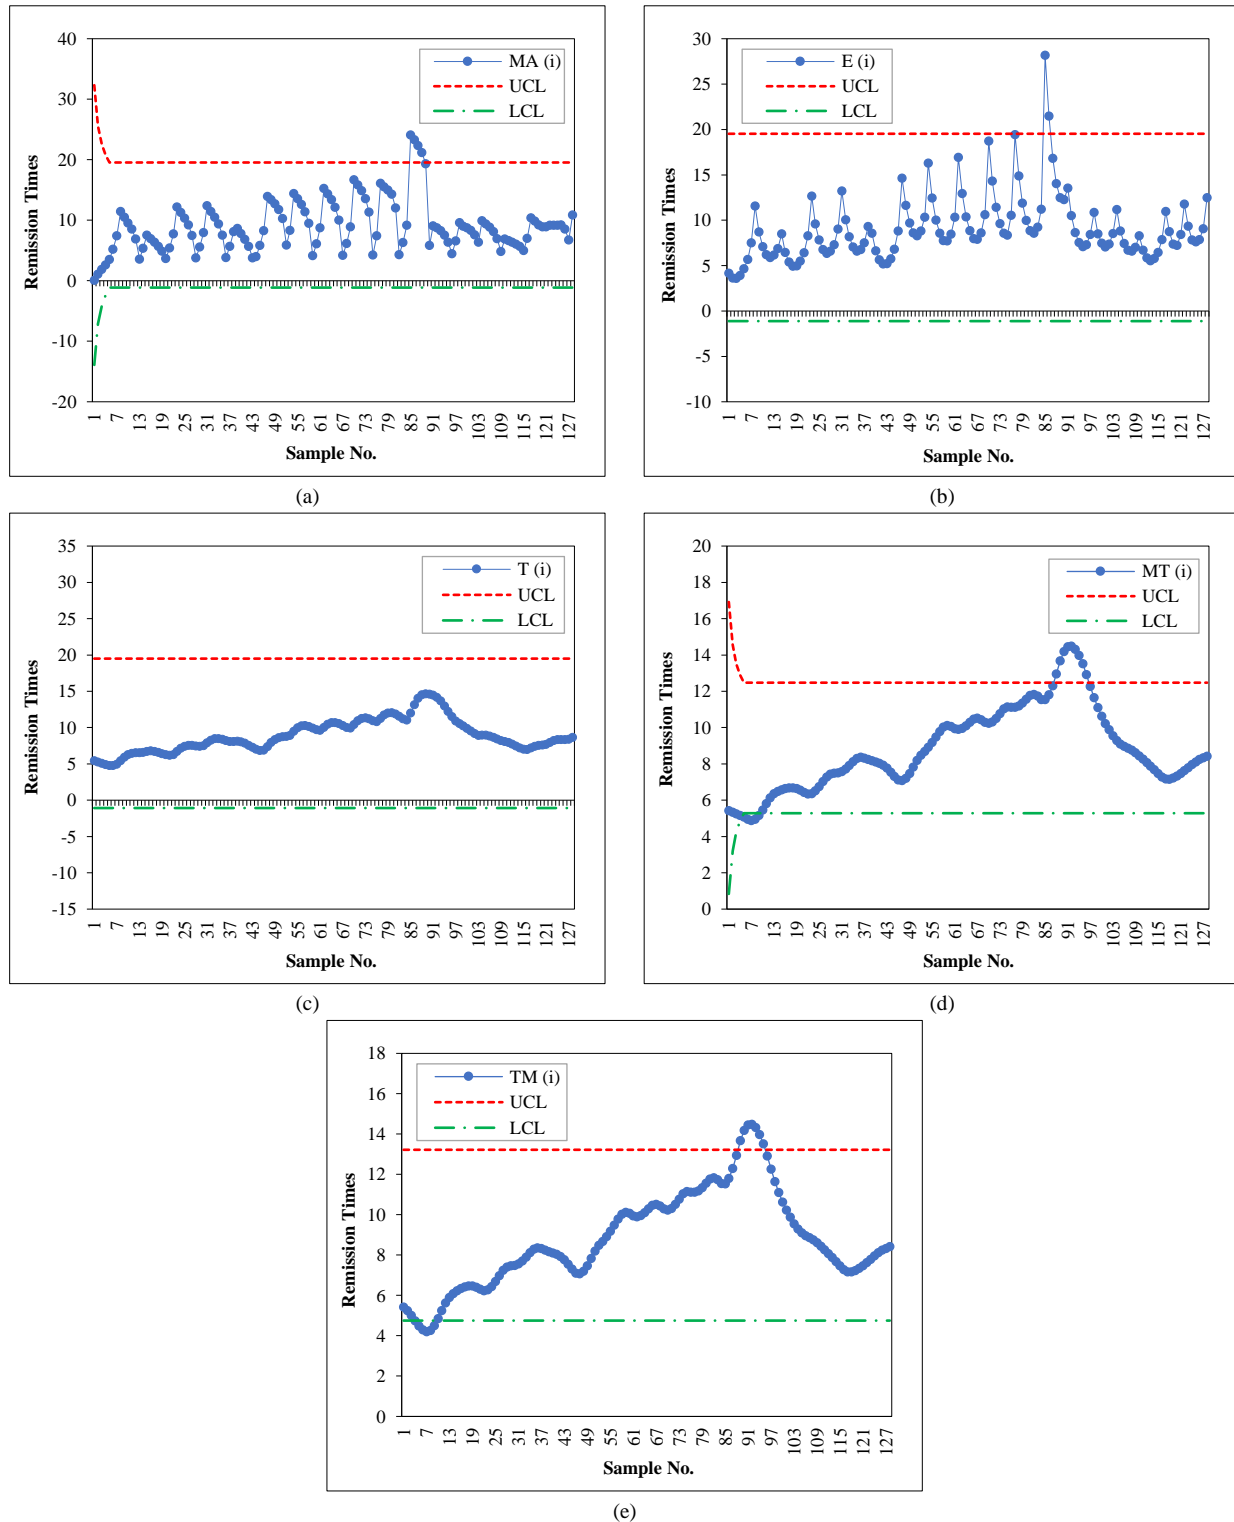 40
30
20
10
0
-10
-20
Remission Times
MA (i)
UCL
LCL
1 7 13 19 25 31 37 43 49 55 61 67 73 79 85 91 97 103 109 115 121 127
Sample No.
(a)
30
25
20
15
10
5
0
-5
-10
Remission Times
E (i)
UCL
LCL
1 7 13 19 25 31 37 43 49 55 61 67 73 79 85 91 97 103 109 115 121 127
Sample No.
(b)
35
30
25
20
15
10
5
0
-5
-10
-15
Remission Times
T (i)
UCL
LCL
1 7 13 19 25 31 37 43 49 55 61 67 73 79 85 91 97 103 109 115 121 127
Sample No.
(c)
20
18
16
14
12
10
8
6
4
2
0
Remission Times
MT (i)
UCL
LCL
1 7 13 19 25 31 37 43 49 55 61 67 73 79 85 91 97 103 109 115 121 127
Sample No.
(d)
18
16
14
12
10
8
6
4
2
0
Remission Times
TM (i)
UCL
LCL
1 7 13 19 25 31 37 43 49 55 61 67 73 79 85 91 97 103 109 115 121 127
Sample No.
(e)